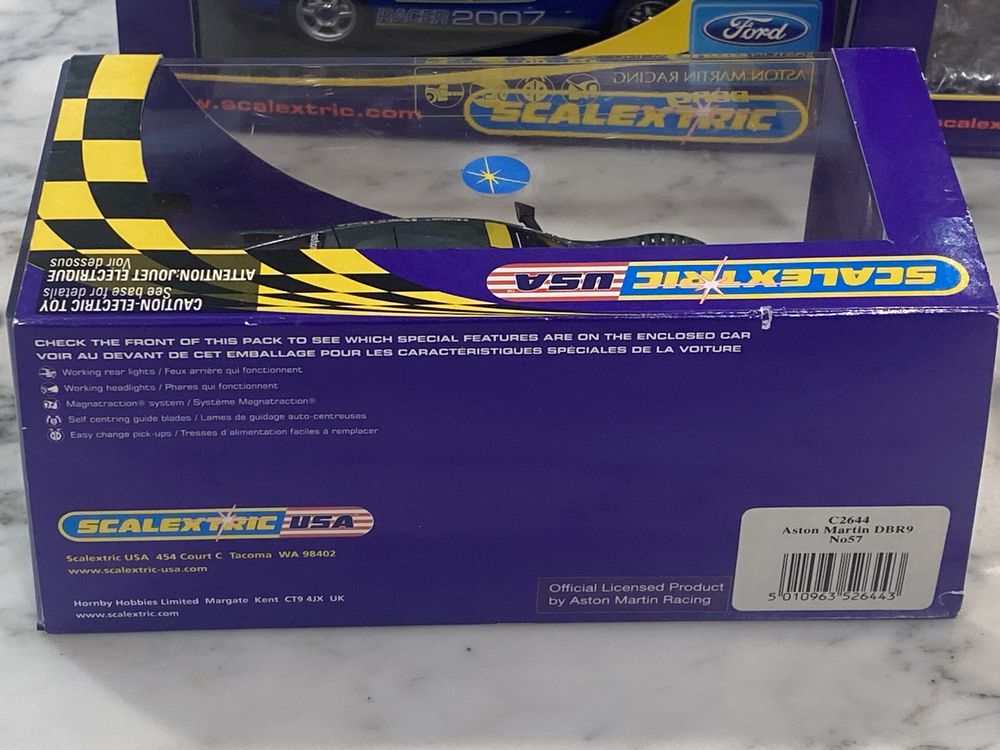 RACER 2007
Ford
ASTON MARTIN RACING
w.scalextric.com
SCALEXTRIC
scalex
SCALEXTRIC USA
CAUTION-ELECTRIC TOY
See base for details
ATTENTION:JOUET ELECTRIQUE
Voir dessous
CHECK THE FRONT OF THIS PACK TO SEE WHICH SPECIAL FEATURES ARE ON THE ENCLOSED CAR
VOIR AU DEVANT DE CET EMBALLAGE POUR LES CARACTÉRISTIQUES SPÉCIALES DE LA VOITURE
Working rear lights / Feux arrière qui fonctionnent
Working headlights / Phares qui fonctionnent
Magnatraction® system / Système Magnatraction®
Self centring guide blades / Lames de guidage auto-centreuses
Easy change pick-ups / Tresses d'alimentation faciles à remplacer
SCALEXTRIC USA
Scalextric USA 454 Court C Tacoma WA 98402
www.scalextric-usa.com
Hornby Hobbies Limited Margate Kent CT9 4JX UK
www.scalextric.com
Official Licensed Product
by Aston Martin Racing
C2644
Aston Martin DBR9
No57
5 010963 526443